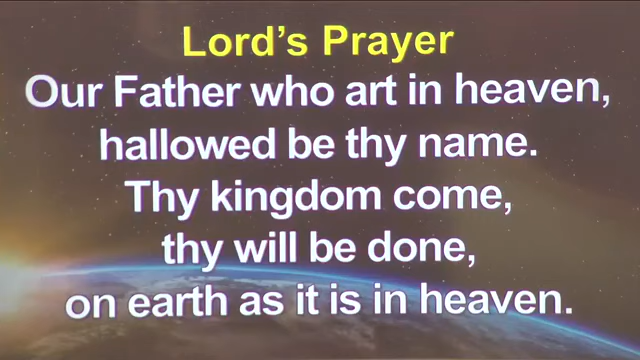 Lord's Prayer
Our Father who art in heaven,
hallowed be thy name.
Thy kingdom come,
thy will be done,
on earth as it is in heaven.